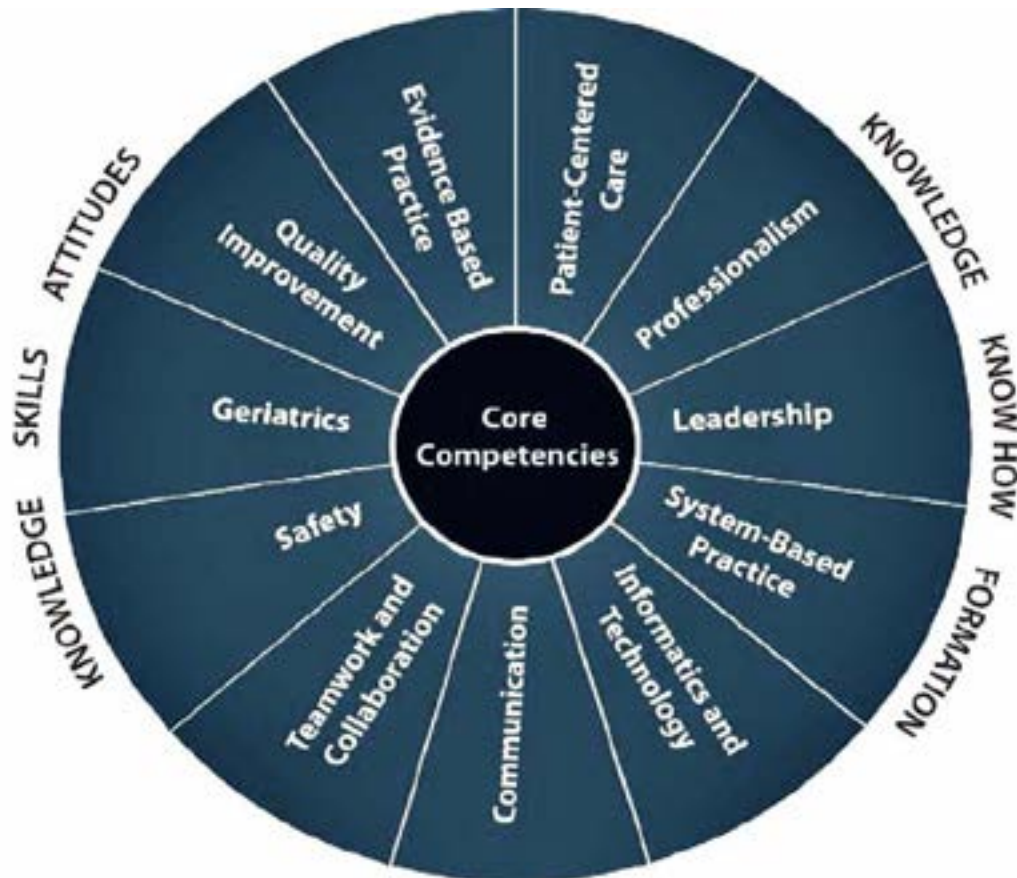 Core
Competencies
Patient-Centered
Care
Professionalism
Leadership
System-Based
Practice
Informatics and
Technology
Communication
Teamwork and
Collaboration
Safety
Geriatrics
Quality
Improvement
Evidence Based
Practice
KNOWLEDGE
KNOW HOW
FORMATION
KNOWLEDGE
SKILLS
ATTITUDES